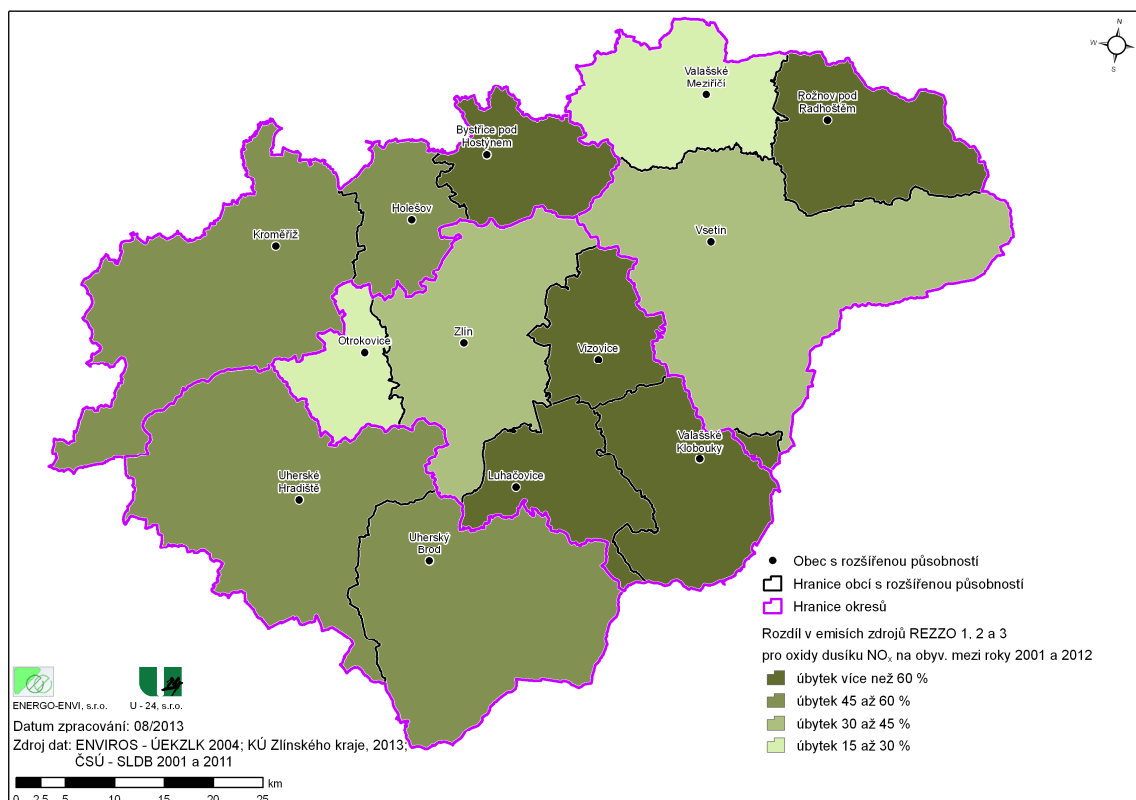 N
W
S
Valašské
Meziříčí
Rožnov pod
Radhoštěm
Bystřice pod
Hostýnem
Holešov
Kroměříž
Vsetín
Otrokovice
Zlín
Vizovice
Valašské
Klobouky
Uherské
Hradiště
Luhačovice
Uherský
Brod
Obec s rozšířenou působností
Hranice obcí s rozšířenou působností
Hranice okresů
Rozdíl v emisích zdrojů REZZO 1, 2 a 3
pro oxidy dusíku NOₓ na obyv. mezi roky 2001 a 2012
úbytek více než 60 %
úbytek 45 až 60 %
úbytek 30 až 45 %
úbytek 15 až 30 %
ENERGO-ENVI, s.r.o. U - 24, s.r.o.
Datum zpracování: 08/2013
Zdroj dat: ENVIROS - ÚEKZLK 2004; KÚ Zlínského kraje, 2013;
ČSÚ - SLDB 2001 a 2011
km
0 2,5 5 10 15 20 25